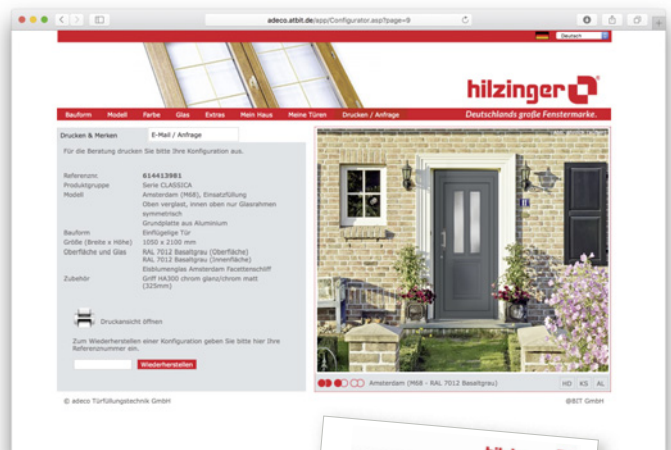 adeco.atbit.de/app/Configurator.asp?page=9
Deutsch
hilzinger
Bauform Modell Farbe Glas Extras Mein Haus Meine Türen Drucken / Anfrage
Deutschlands große Fenstermarke.
Drucken & Merken E-Mail / Anfrage
Für die Beratung drucken Sie bitte Ihre Konfiguration aus.
Referenznr. 614413981
Produktgruppe Serie CLASSICA
Modell Amsterdam (M68), Einsatzfüllung
Oben verglast, innen oben nur Glasrahmen
symmetrisch
Grundplatte aus Aluminium
Bauform Einflügelige Tür
Größe (Breite x Höhe) 1050 x 2100 mm
Oberfläche und Glas RAL 7012 Basaltgrau (Oberfläche)
RAL 7012 Basaltgrau (Innenfläche)
Eisblumenglas Amsterdam Facettenschliff
Zubehör Griff HA300 chrom glanz/chrom matt
(325mm)
Druckansicht öffnen
Zum Wiederherstellen einer Konfiguration geben Sie bitte hier Ihre
Referenznummer ein.
Wiederherstellen
Amsterdam (M68 - RAL 7012 Basaltgrau)
HD KS AL
© adeco Türfüllungstechnik GmbH
@BIT GmbH